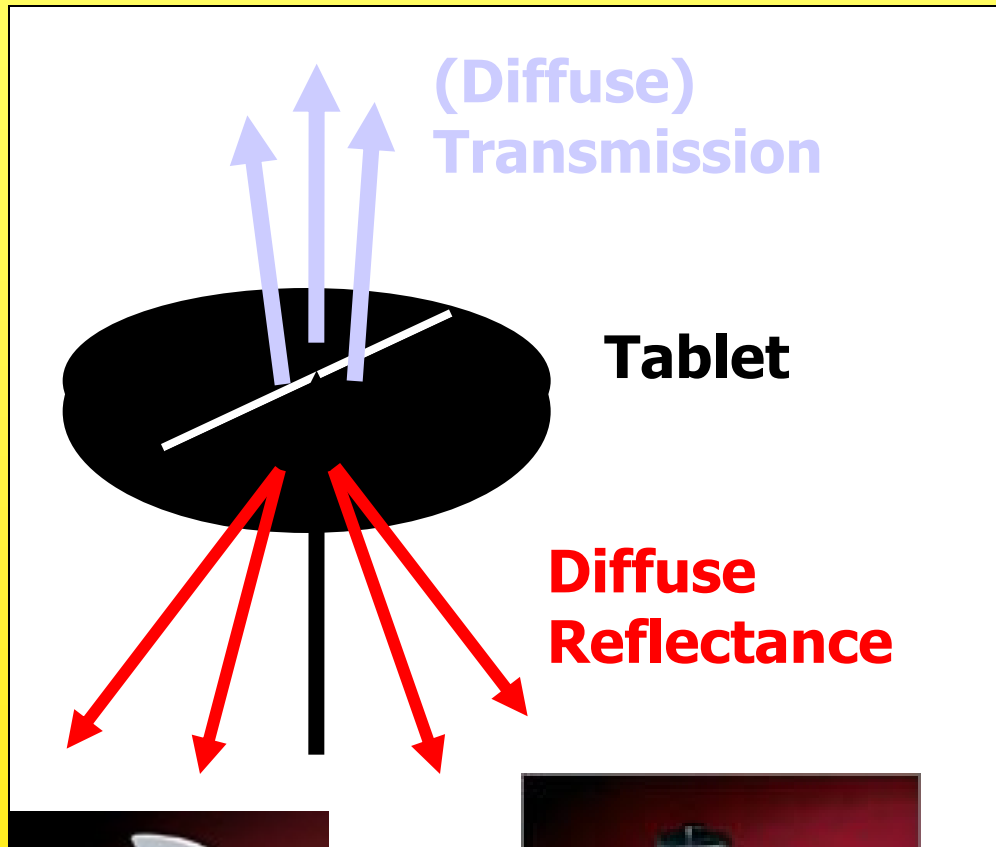 (Diffuse)
Transmission
Tablet
Diffuse
Reflectance